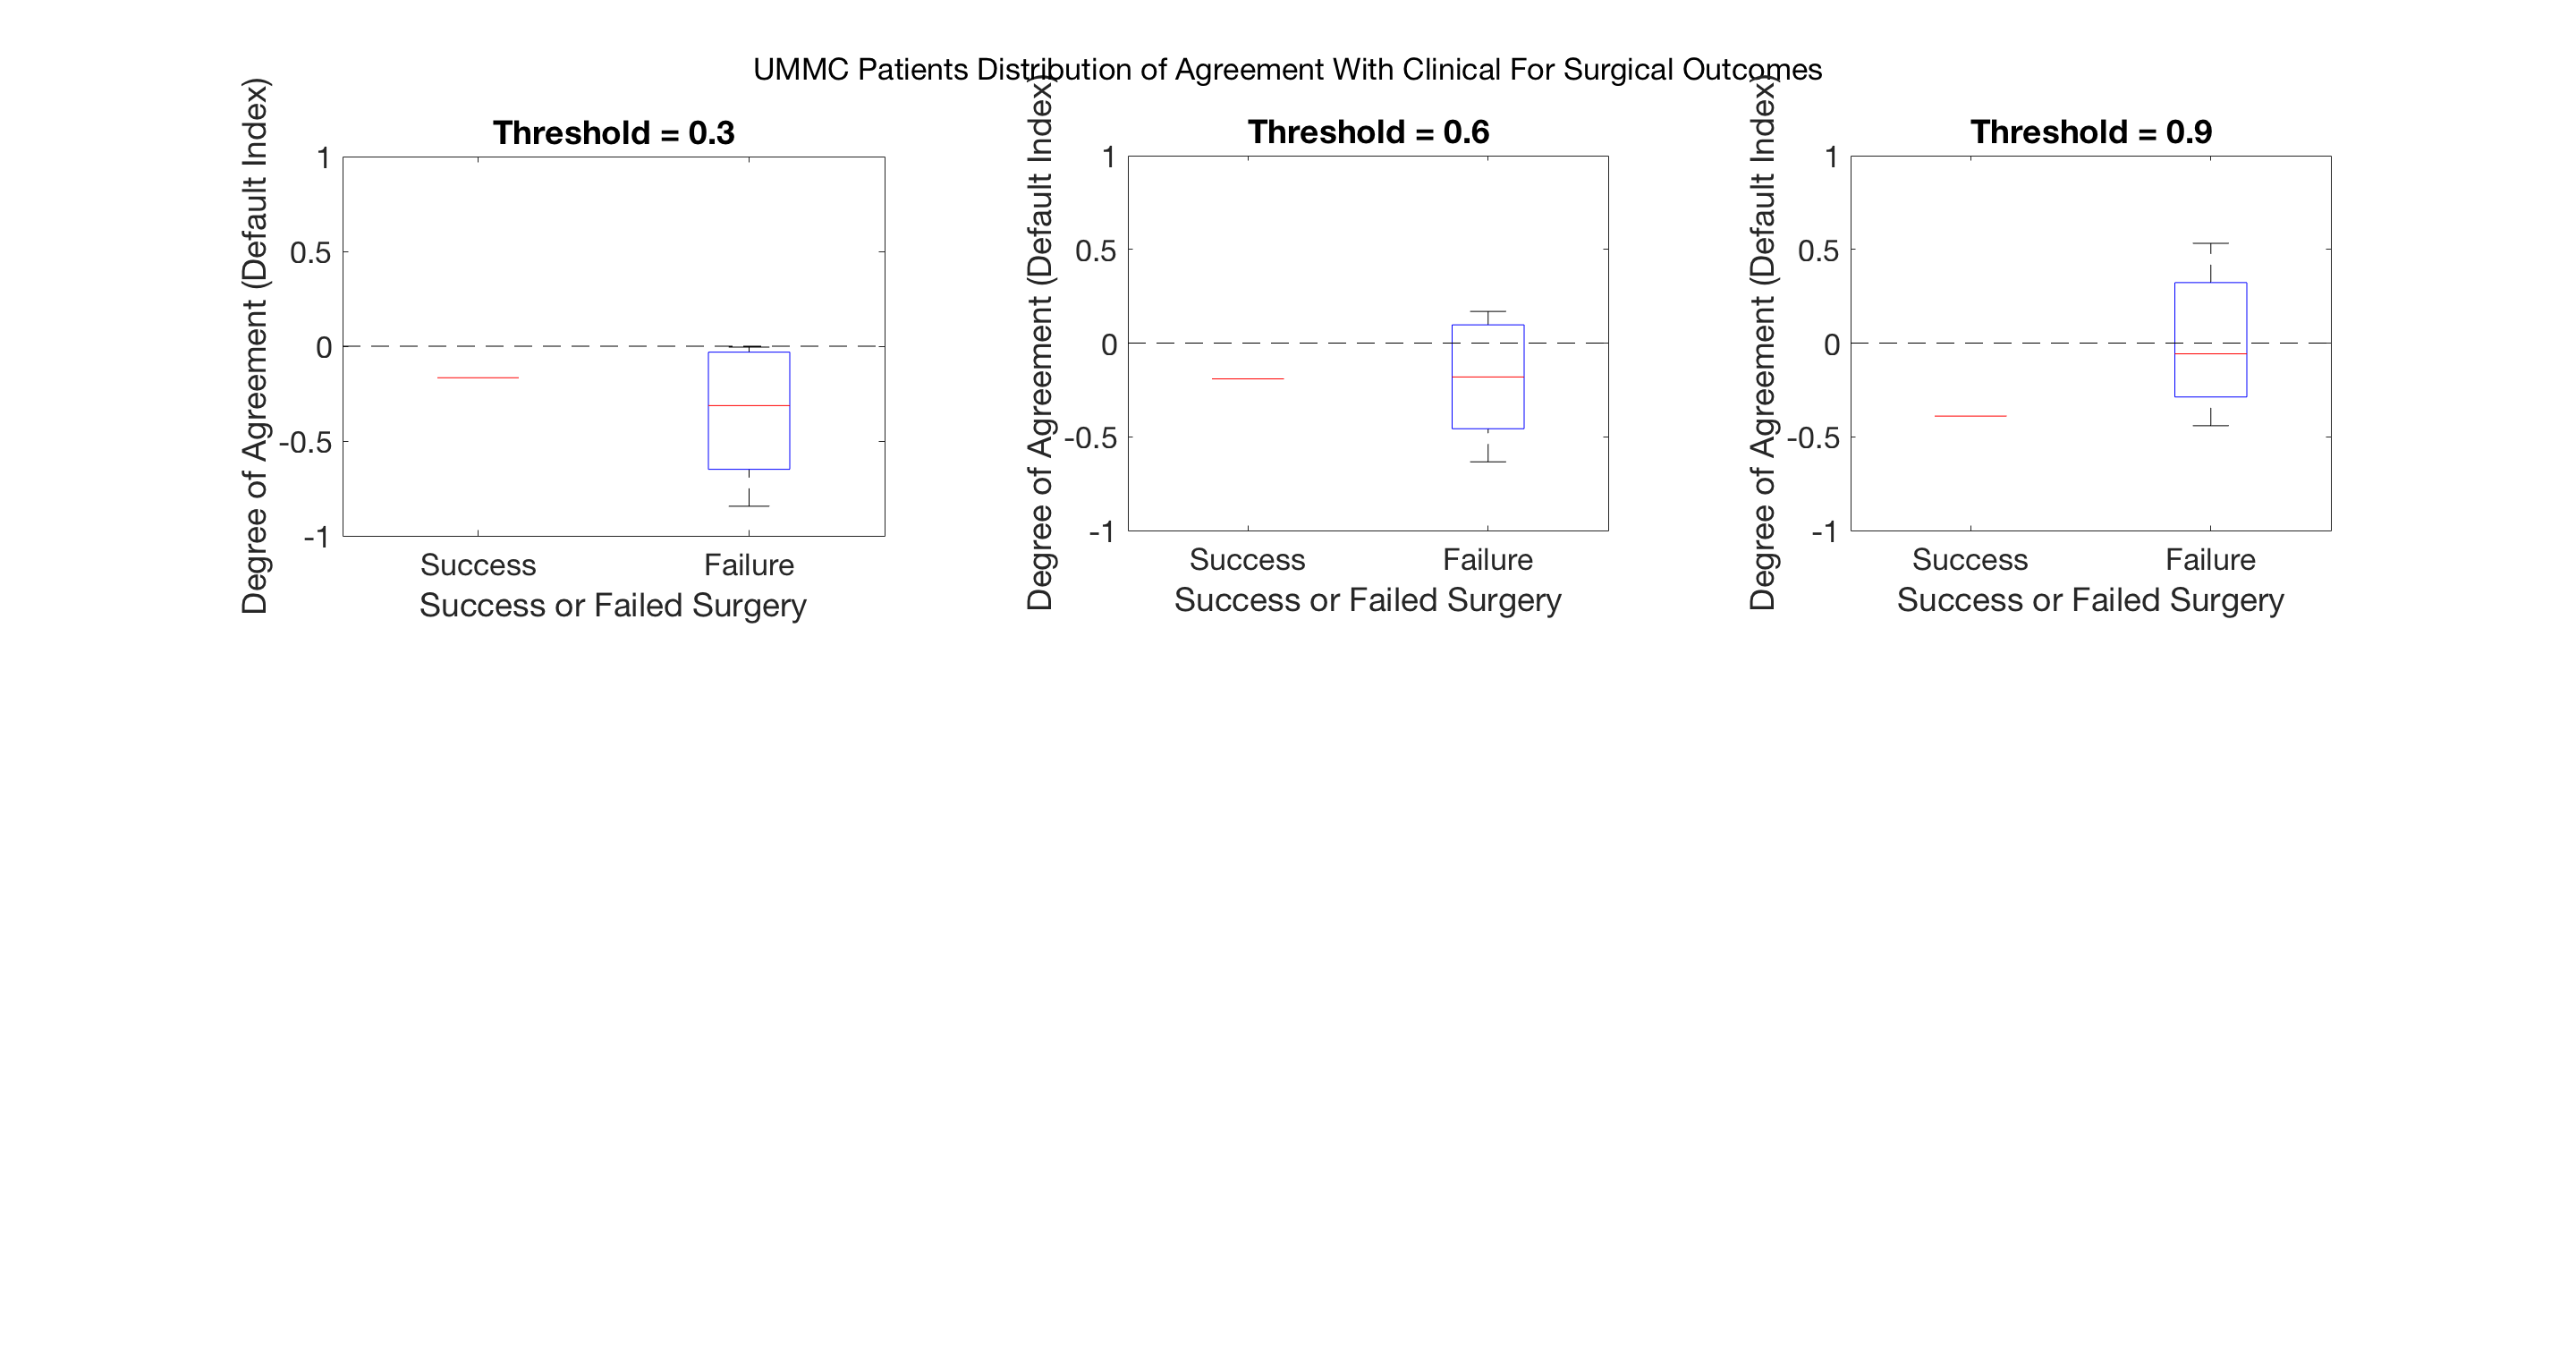 UMMC Patients Distribution of Agreement With Clinical For Surgical Outcomes
Threshold = 0.3
Degree of Agreement (Default Index)
1
0.5
0
-0.5
-1
Success Failure
Success or Failed Surgery
Threshold = 0.6
Degree of Agreement (Default Index)
1
0.5
0
-0.5
-1
Success Failure
Success or Failed Surgery
Threshold = 0.9
Degree of Agreement (Default Index)
1
0.5
0
-0.5
-1
Success Failure
Success or Failed Surgery